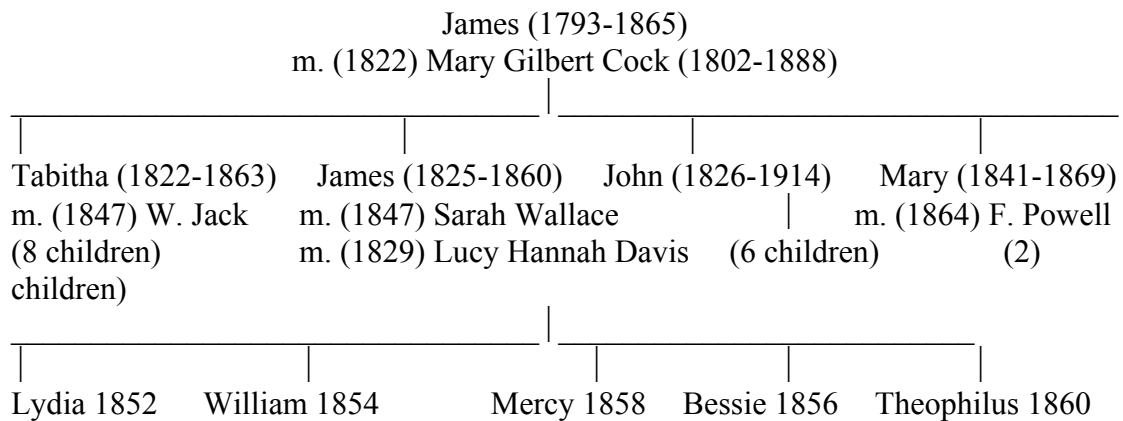 James (1793-1865)
m. (1822) Mary Gilbert Cock (1802-1888)
Tabitha (1822-1863) James (1825-1860) John (1826-1914) Mary (1841-1869)
m. (1847) W. Jack m. (1847) Sarah Wallace m. (1864) F. Powell
(8 children) m. (1829) Lucy Hannah Davis (6 children) (2)
children)
Lydia 1852 William 1854 Mercy 1858 Bessie 1856 Theophilus 1860